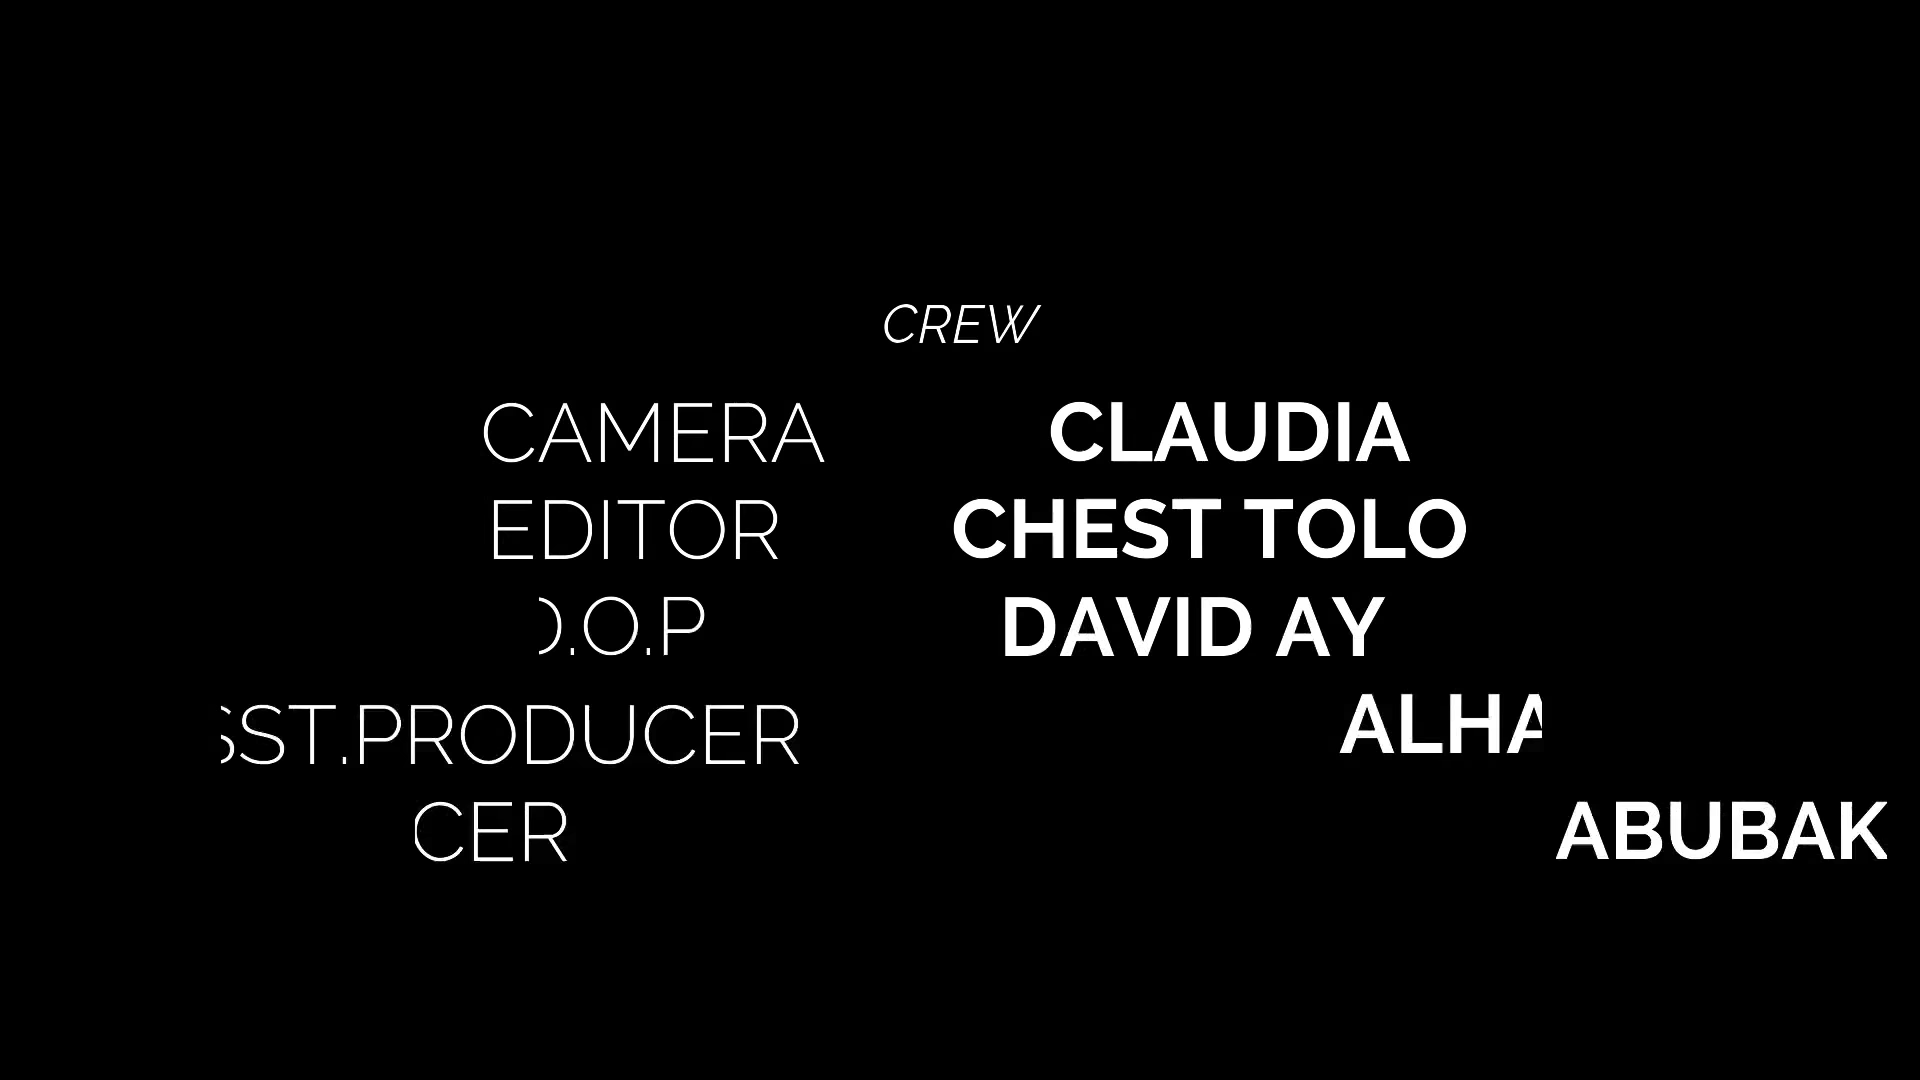 CREW
CAMERA CLAUDIA
EDITOR CHEST TOLO
D.O.P DAVID AY
SST.PRODUCER ALHA
CER ABUBAK